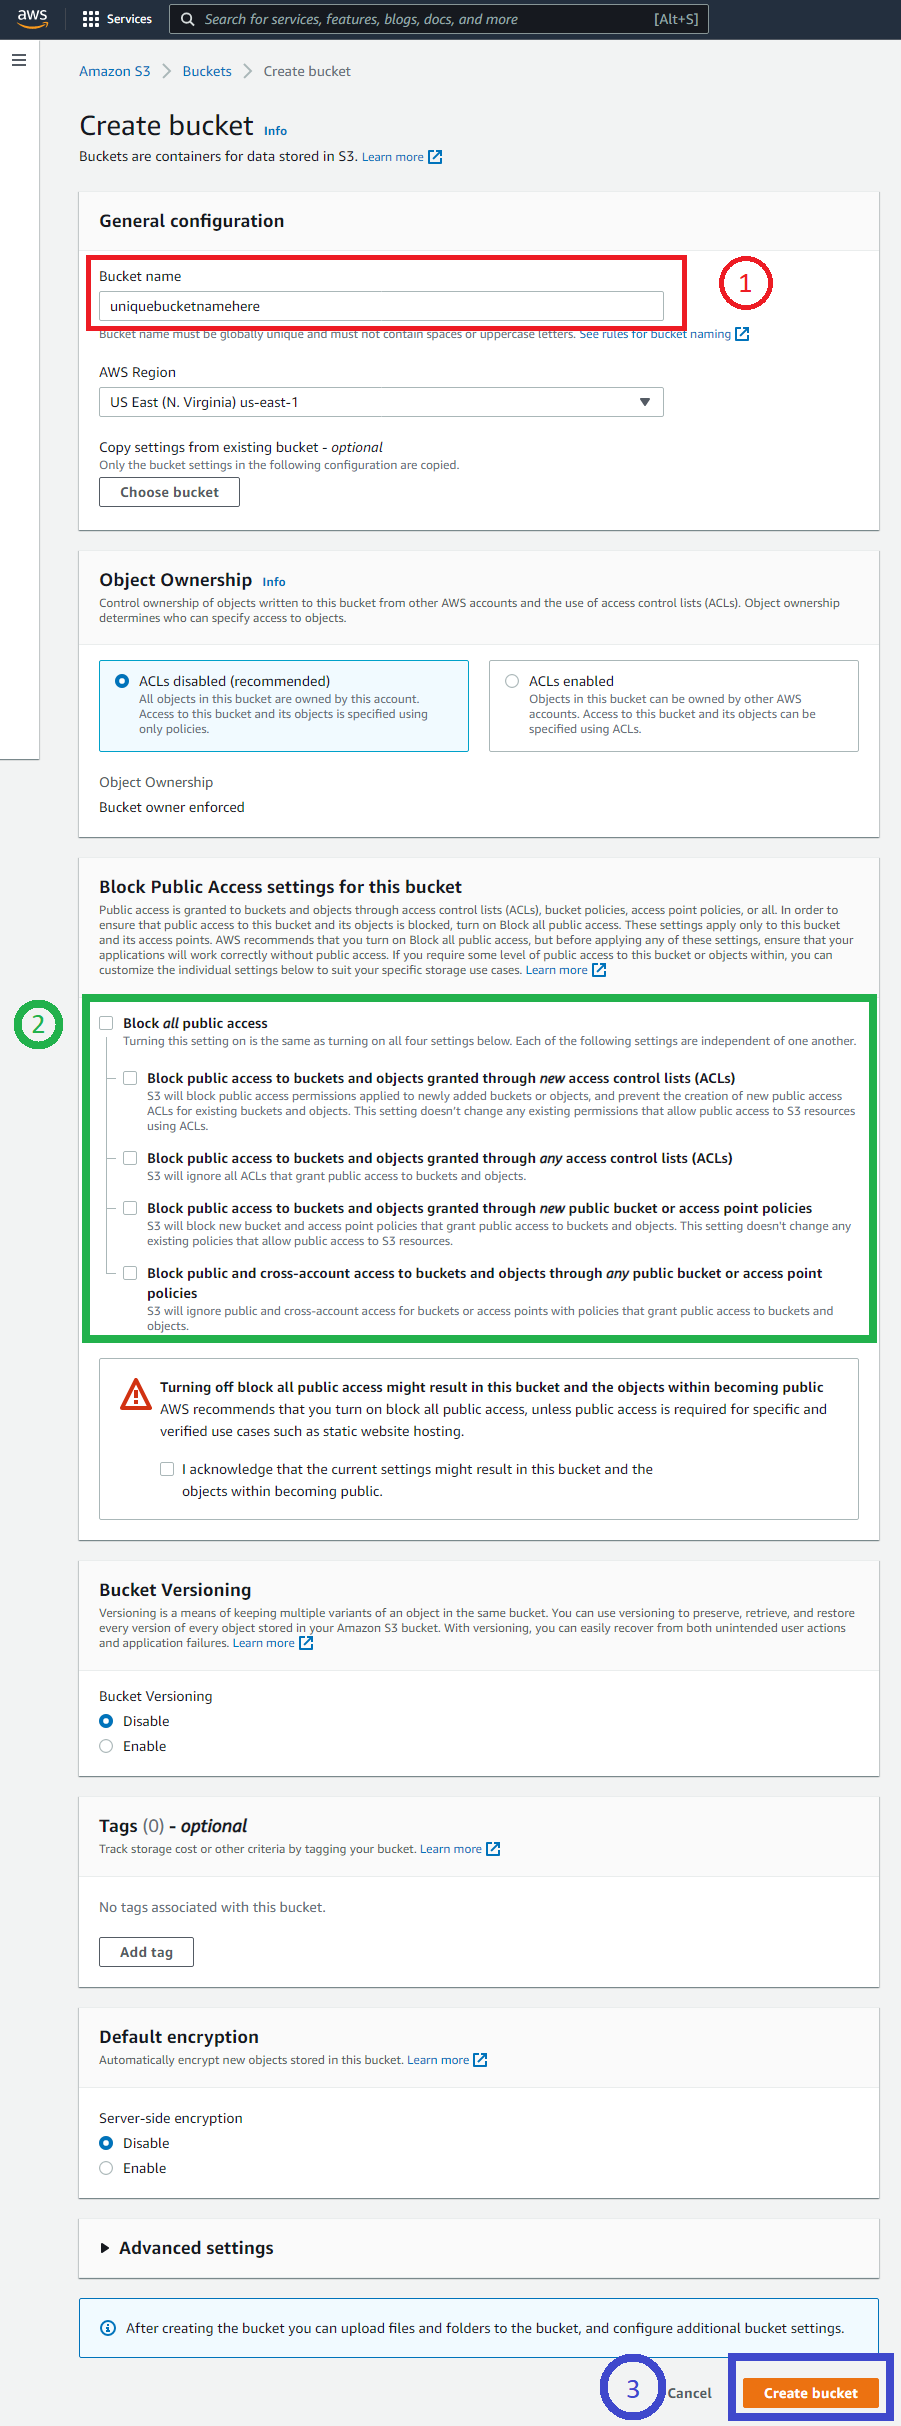 aws Services Search for services, features, blogs, docs, and more [Alt+S]
Amazon S3 > Buckets > Create bucket
Create bucket Info
Buckets are containers for data stored in S3. Learn more
General configuration
Bucket name
1
uniquebucketnamehere
Bucket name must be globally unique and must not contain spaces or uppercase letters. See rules for bucket naming
AWS Region
US East (N. Virginia) us-east-1
Copy settings from existing bucket - optional
Only the bucket settings in the following configuration are copied.
Choose bucket
Object Ownership Info
Control ownership of objects written to this bucket from other AWS accounts and the use of access control lists (ACLs). Object ownership
determines who can specify access to objects.
ACLs disabled (recommended)
All objects in this bucket are owned by this account.
Access to this bucket and its objects is specified using
only policies.
ACLs enabled
Objects in this bucket can be owned by other AWS
accounts. Access to this bucket and its objects can be
specified using ACLs.
Object Ownership
Bucket owner enforced
Block Public Access settings for this bucket
Public access is granted to buckets and objects through access control lists (ACLs), bucket policies, access point policies, or all. In order to
ensure that public access to this bucket and its objects is blocked, turn on Block all public access. These settings apply only to this bucket
and its access points. AWS recommends that you turn on Block all public access, but before applying any of these settings, ensure that your
applications will work correctly without public access. If you require some level of public access to this bucket or objects within, you can
customize the individual settings below to suit your specific storage use cases. Learn more
2
Block all public access
Turning this setting on is the same as turning on all four settings below. Each of the following settings are independent of one another.
Block public access to buckets and objects granted through new access control lists (ACLs)
S3 will block public access permissions applied to newly added buckets or objects, and prevent the creation of new public access
ACLs for existing buckets and objects. This setting doesn't change any existing permissions that allow public access to S3 resources
using ACLs.
Block public access to buckets and objects granted through any access control lists (ACLs)
S3 will ignore all ACLs that grant public access to buckets and objects.
Block public access to buckets and objects granted through new public bucket or access point policies
S3 will block new bucket and access point policies that grant public access to buckets and objects. This setting doesn't change any
existing policies that allow public access to S3 resources.
Block public and cross-account access to buckets and objects through any public bucket or access point
policies
S3 will ignore public and cross-account access for buckets or access points with policies that grant public access to buckets and
objects.
Turning off block all public access might result in this bucket and the objects within becoming public
AWS recommends that you turn on block all public access, unless public access is required for specific and
verified use cases such as static website hosting.
I acknowledge that the current settings might result in this bucket and the
objects within becoming public.
Bucket Versioning
Versioning is a means of keeping multiple variants of an object in the same bucket. You can use versioning to preserve, retrieve, and restore
every version of every object stored in your Amazon S3 bucket. With versioning, you can easily recover from both unintended user actions
and application failures. Learn more
Bucket Versioning
Disable
Enable
Tags (0) - optional
Track storage cost or other criteria by tagging your bucket. Learn more
No tags associated with this bucket.
Add tag
Default encryption
Automatically encrypt new objects stored in this bucket. Learn more
Server-side encryption
Disable
Enable
Advanced settings
After creating the bucket you can upload files and folders to the bucket, and configure additional bucket settings.
3 Cancel Create bucket